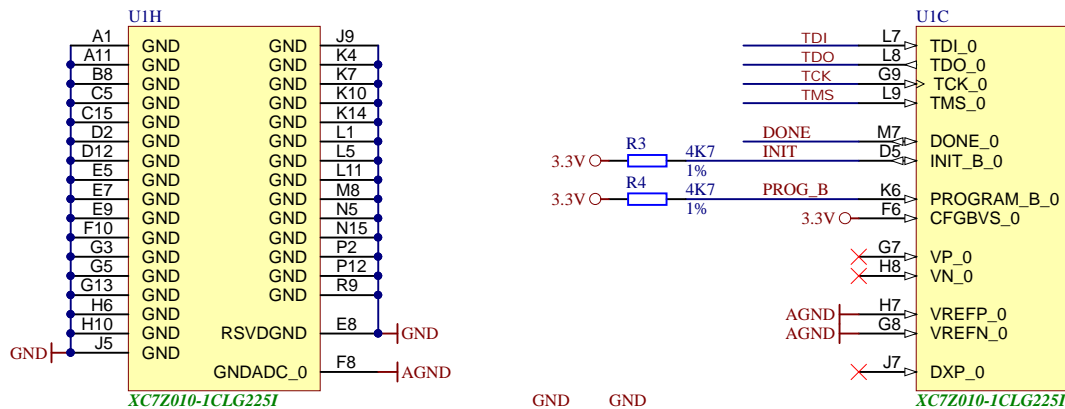 U1H
A1 GND GND J9
A11 GND GND K4
B8 GND GND K7
C5 GND GND K10
C15 GND GND K14
D2 GND GND L1
D12 GND GND L5
E5 GND GND L11
E7 GND GND M8
E9 GND GND N5
F10 GND GND N15
G3 GND GND P2
G5 GND GND P12
G13 GND GND R9
H6 GND
H10 GND RSVDGND E8 GND
GND J5 GND
GNDADC_0 F8 AGND
XC7Z010-1CLG225I
U1C
TDI L7 TDI_0
TDO L8 TDO_0
TCK G9 TCK_0
TMS L9 TMS_0
DONE M7 DONE_0
3.3V R3 4K7 1% INIT D5 INIT_B_0
3.3V R4 4K7 1% PROG_B K6 PROGRAM_B_0
3.3V F6 CFGBVS_0
G7 VP_0
H8 VN_0
AGND H7 VREFP_0
AGND G8 VREFN_0
J7 DXP_0
GND GND
XC7Z010-1CLG225I